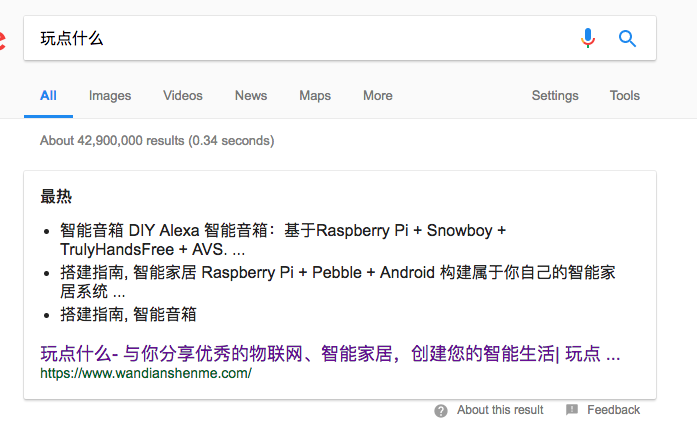 玩点什么
All Images Videos News Maps More Settings Tools
About 42,900,000 results (0.34 seconds)
最热
• 智能音箱 DIY Alexa 智能音箱：基于Raspberry Pi + Snowboy +
TrulyHandsFree + AVS. ...
• 搭建指南, 智能家居 Raspberry Pi + Pebble + Android 构建属于你自己的智能家
居系统 ...
• 搭建指南, 智能音箱
玩点什么- 与你分享优秀的物联网、智能家居，创建您的智能生活| 玩点 ...
https://www.wandianshenme.com/
About this result Feedback